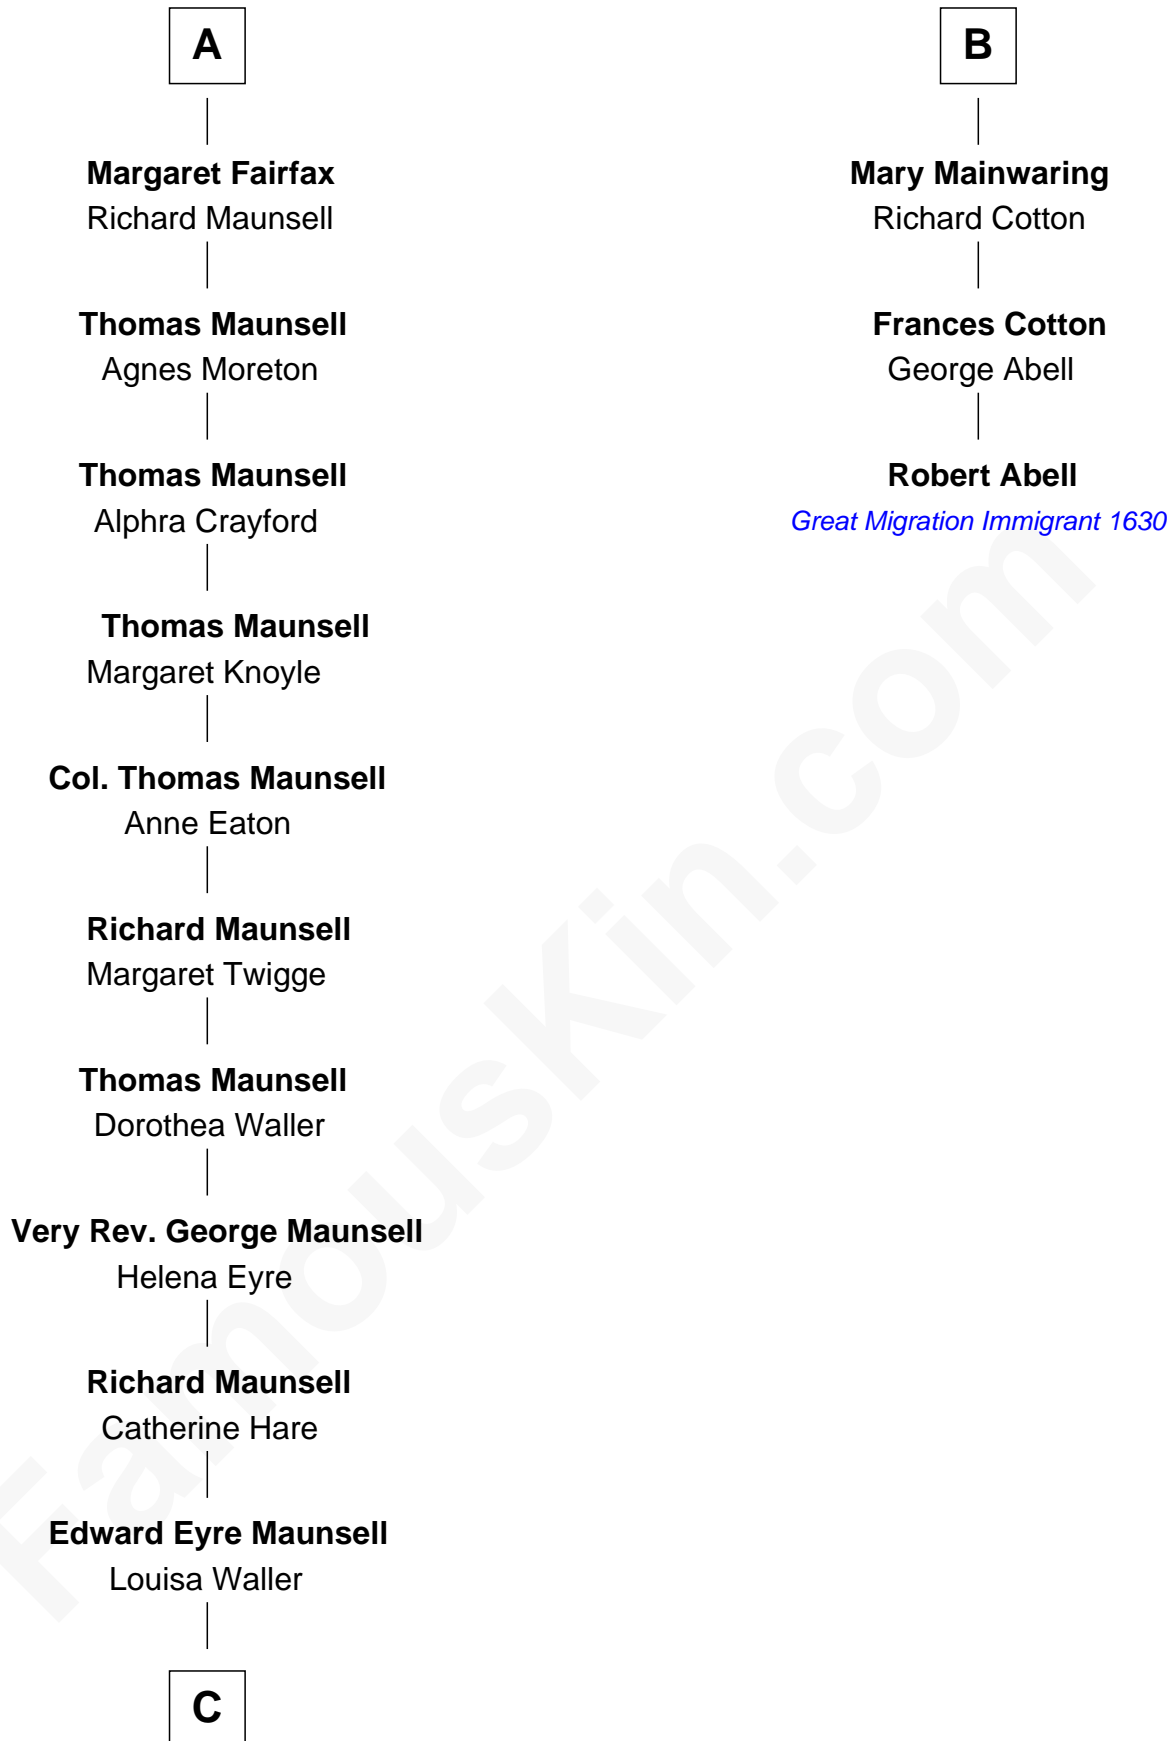 A
Margaret Fairfax
Richard Maunsell
Thomas Maunsell
Agnes Moreton
Thomas Maunsell
Alphra Crayford
Thomas Maunsell
Margaret Knoyle
Col. Thomas Maunsell
Anne Eaton
Richard Maunsell
Margaret Twigge
Thomas Maunsell
Dorothea Waller
Very Rev. George Maunsell
Helena Eyre
Richard Maunsell
Catherine Hare
Edward Eyre Maunsell
Louisa Waller
C
B
Mary Mainwaring
Richard Cotton
Frances Cotton
George Abell
Robert Abell
Great Migration Immigrant 1630
FamousKin.com